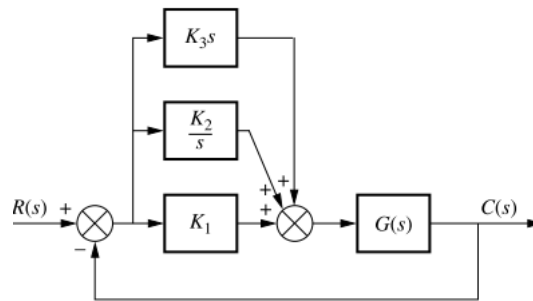 K₃s
K₂
s
R(s) + + + C(s)
+ K₁ G(s)
−